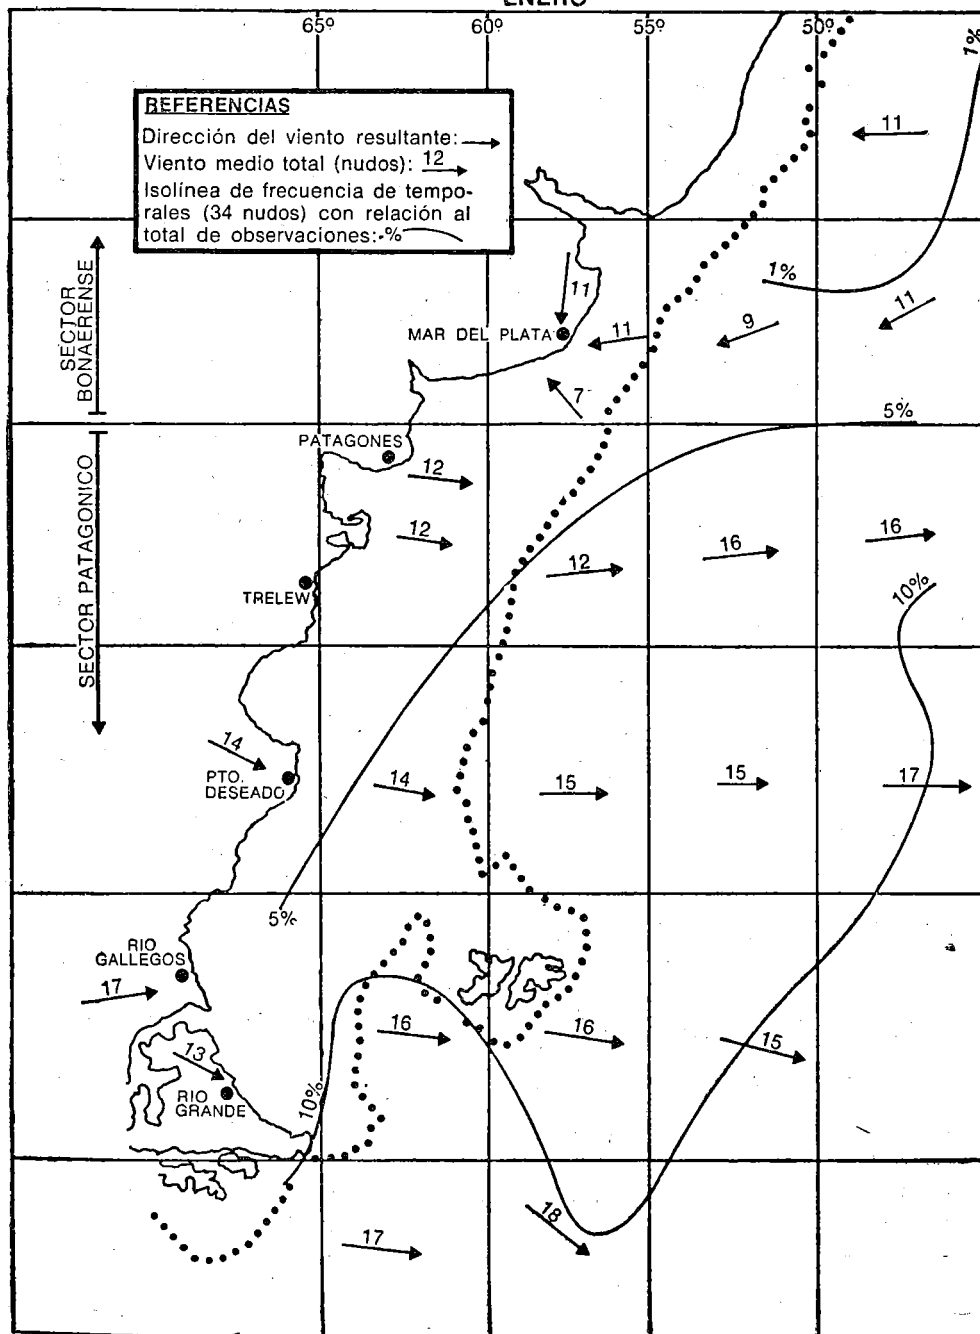 ENERO
65º 60º 55º 50º
1%
REFERENCIAS
Dirección del viento resultante:
Viento medio total (nudos): 12
Isolínea de frecuencia de tempo-
rales (34 nudos) con relación al
total de observaciones:-%
11
1%
11
SECTOR
BONAERENSE
11
MAR DEL PLATA
11
9
7
5%
PATAGONES
12
12
12
16
16
10%
TRELEW
SECTOR PATAGONICO
14
PTO.
DESEADO
14
15
15
17
5%
RIO
GALLEGOS
17
16
16
15
13
RIO
GRANDE
10%
18
17